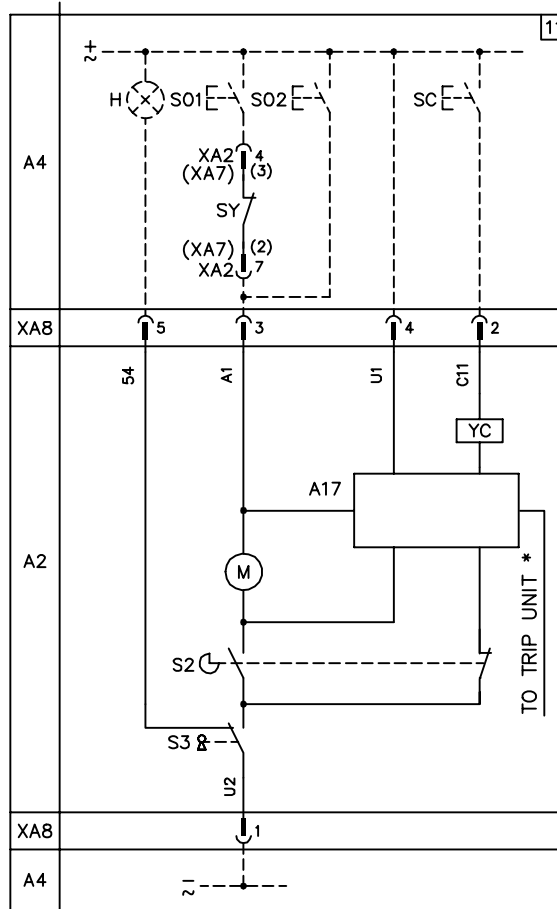 11
+
~
H
SO1
SO2
SC
A4
XA2 4
(XA7) (3)
SY
(XA7) (2)
XA2 7
XA8
5
3
4
2
54
A1
U1
C11
YC
A17
A2
M
TO TRIP UNIT *
S2
S3
U2
XA8
1
A4
–
~